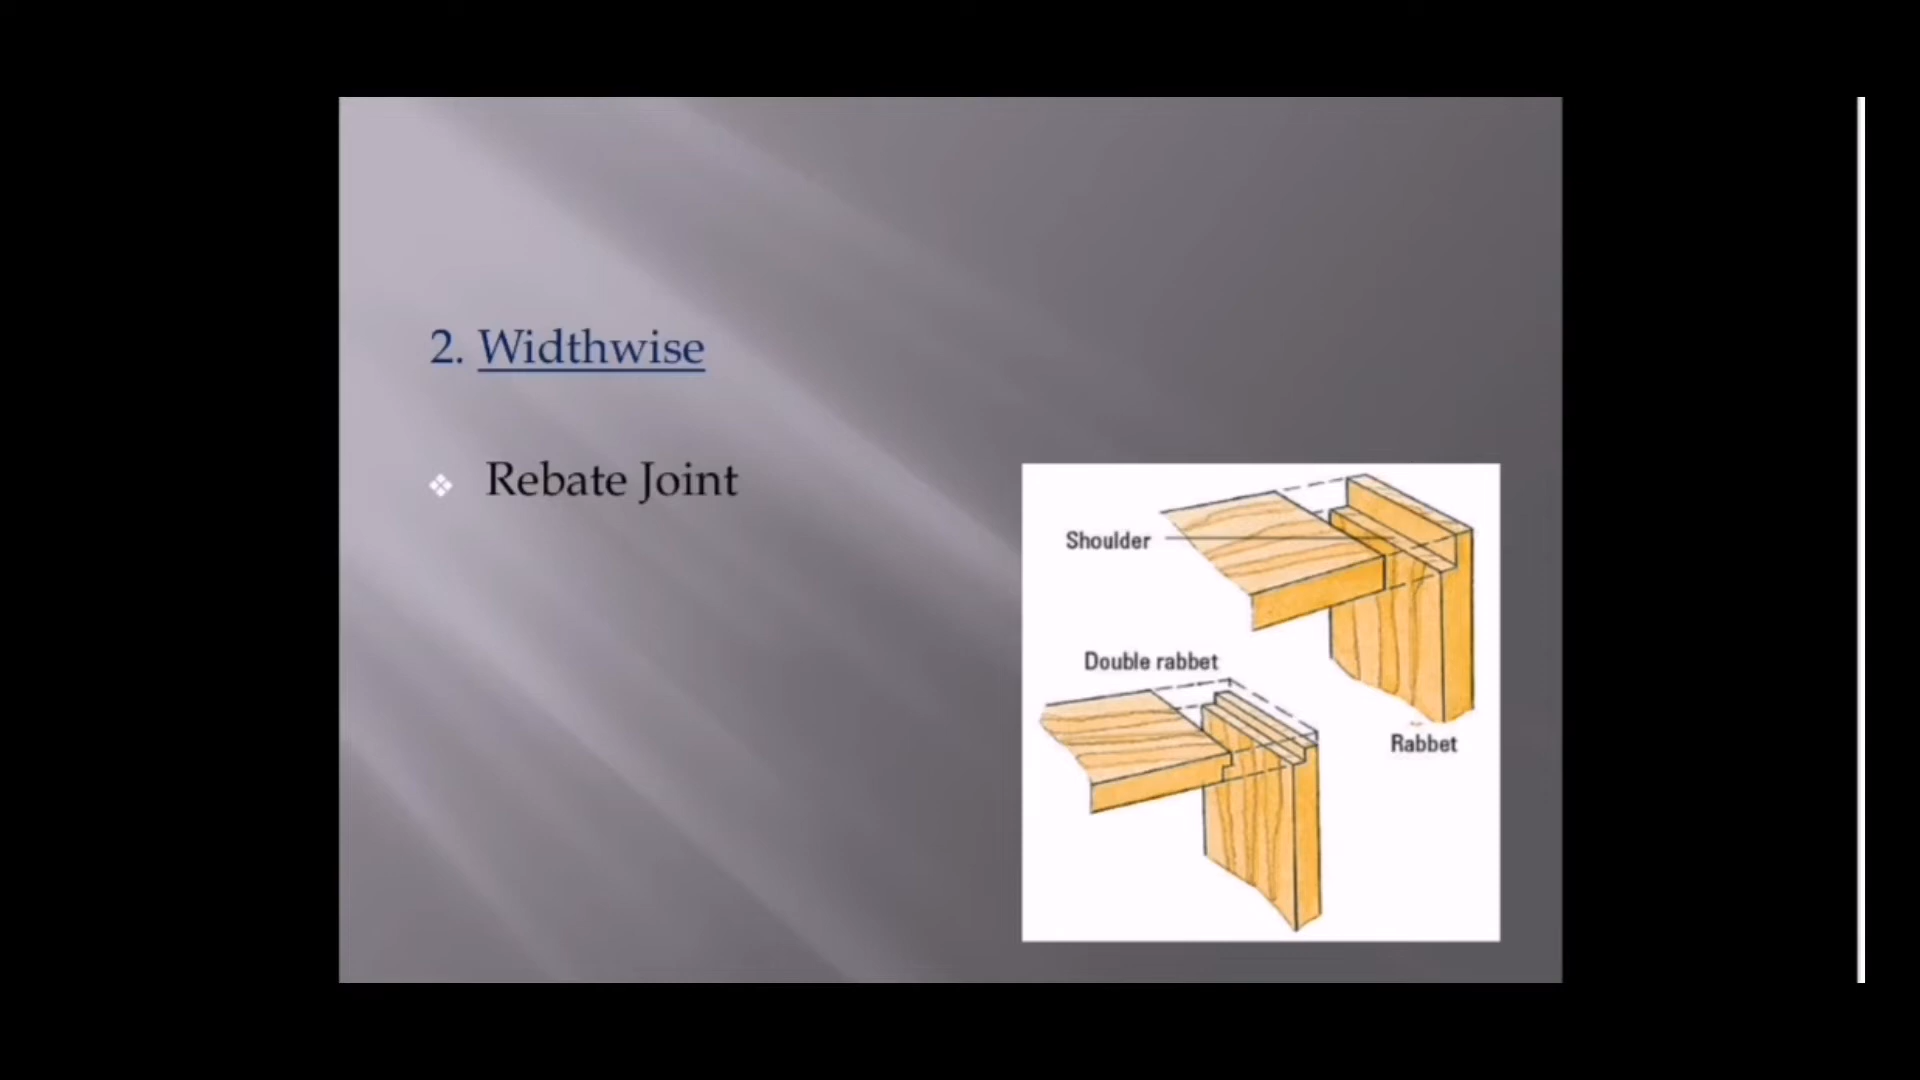 2. Widthwise
❖ Rebate Joint
Shoulder
Double rabbet
Rabbet